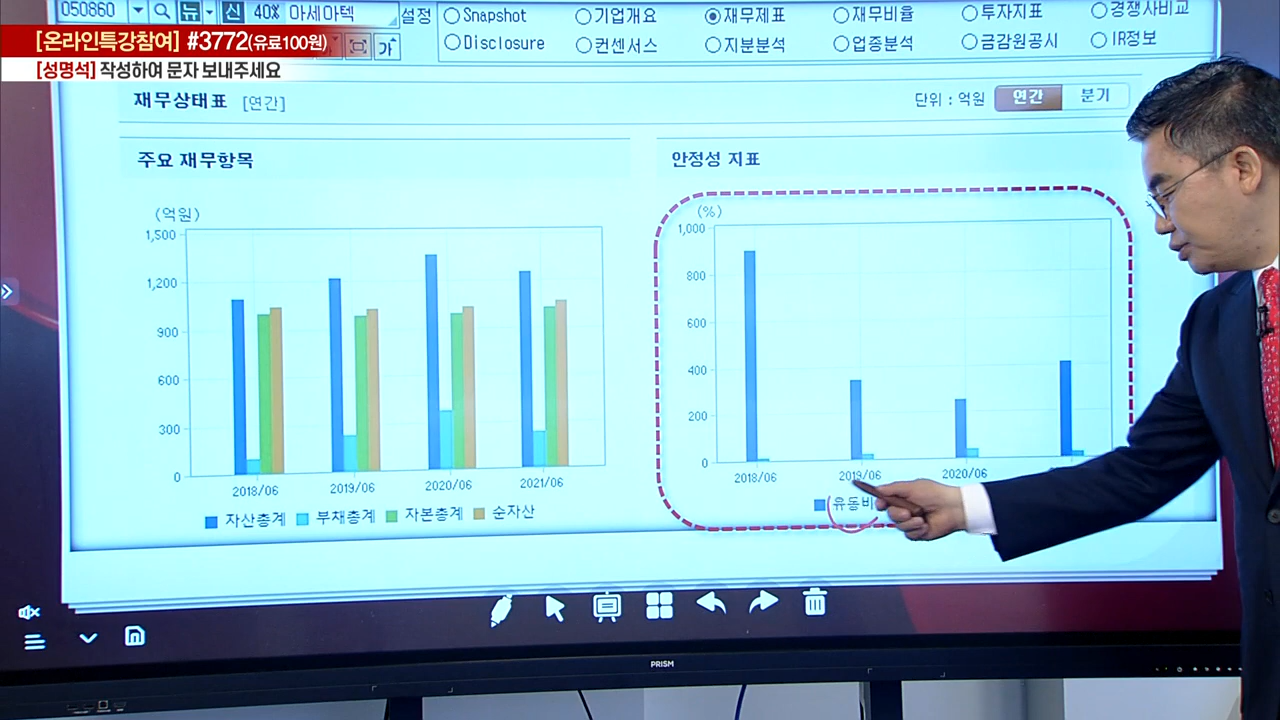 050860 뉴 신 40% 아세아텍 설정 Snapshot 기업개요 재무제표 재무비율 투자지표 경쟁사비교
[온라인특강참여] #3772(유료100원) 가 Disclosure 컨센서스 지분분석 업종분석 금감원공시 IR정보
[성명석] 작성하여 문자 보내주세요
재무상태표 [연간] 단위 : 억원 연간 분기
주요 재무항목
(억원)
1,500
1,200
900
600
300
0
2018/06 2019/06 2020/06 2021/06
자산총계 부채총계 자본총계 순자산
안정성 지표
(%)
1,000
800
600
400
200
0
2018/06 2019/06 2020/06
유동비
PRISM